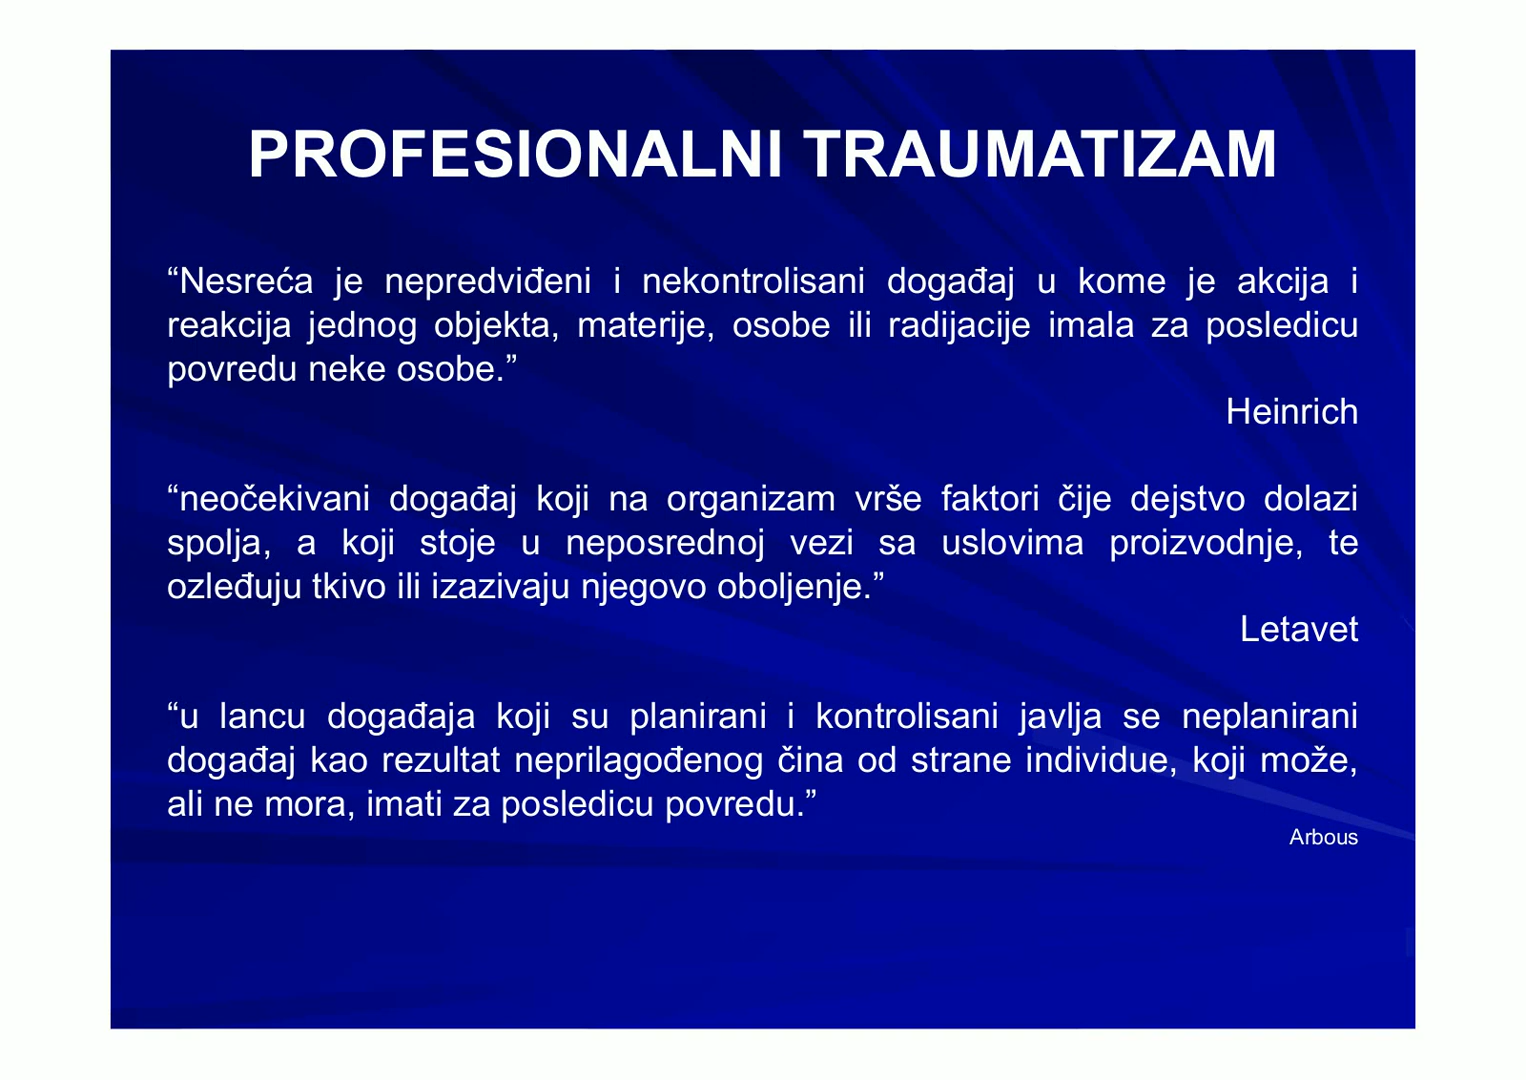 PROFESIONALNI TRAUMATIZAM
“Nesreća je nepredviđeni i nekontrolisani događaj u kome je akcija i
reakcija jednog objekta, materije, osobe ili radijacije imala za posledicu
povredu neke osobe.”
Heinrich
“neočekivani događaj koji na organizam vrše faktori čije dejstvo dolazi
spolja, a koji stoje u neposrednoj vezi sa uslovima proizvodnje, te
ozleđuju tkivo ili izazivaju njegovo oboljenje.”
Letavet
“u lancu događaja koji su planirani i kontrolisani javlja se neplanirani
događaj kao rezultat neprilagođenog čina od strane individue, koji može,
ali ne mora, imati za posledicu povredu.”
Arbous